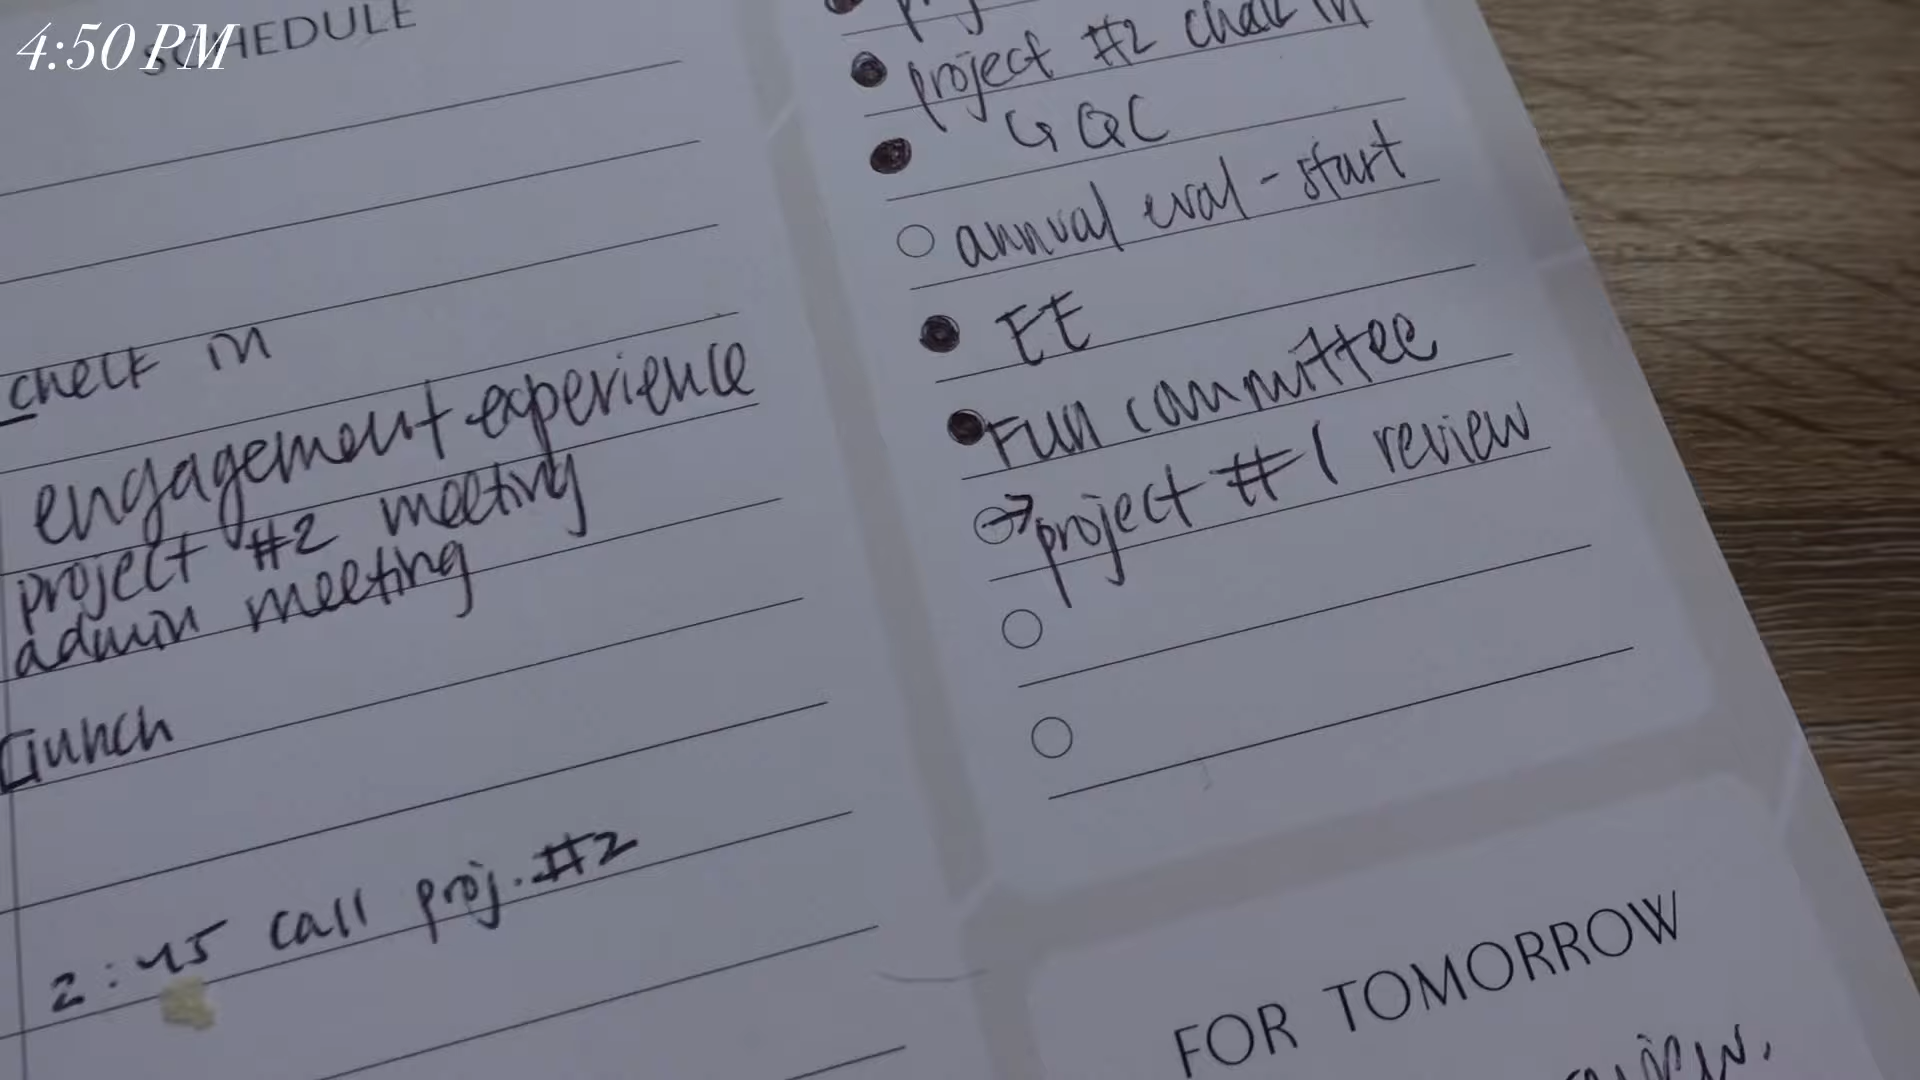 4:50 PM
SCHEDULE
check in
engagement experience
project #2 meeting
admin meeting
lunch
2:45 call proj. #2
project #2 check in
QC
annual eval - start
EE
Fun committee
project #1 review
FOR TOMORROW